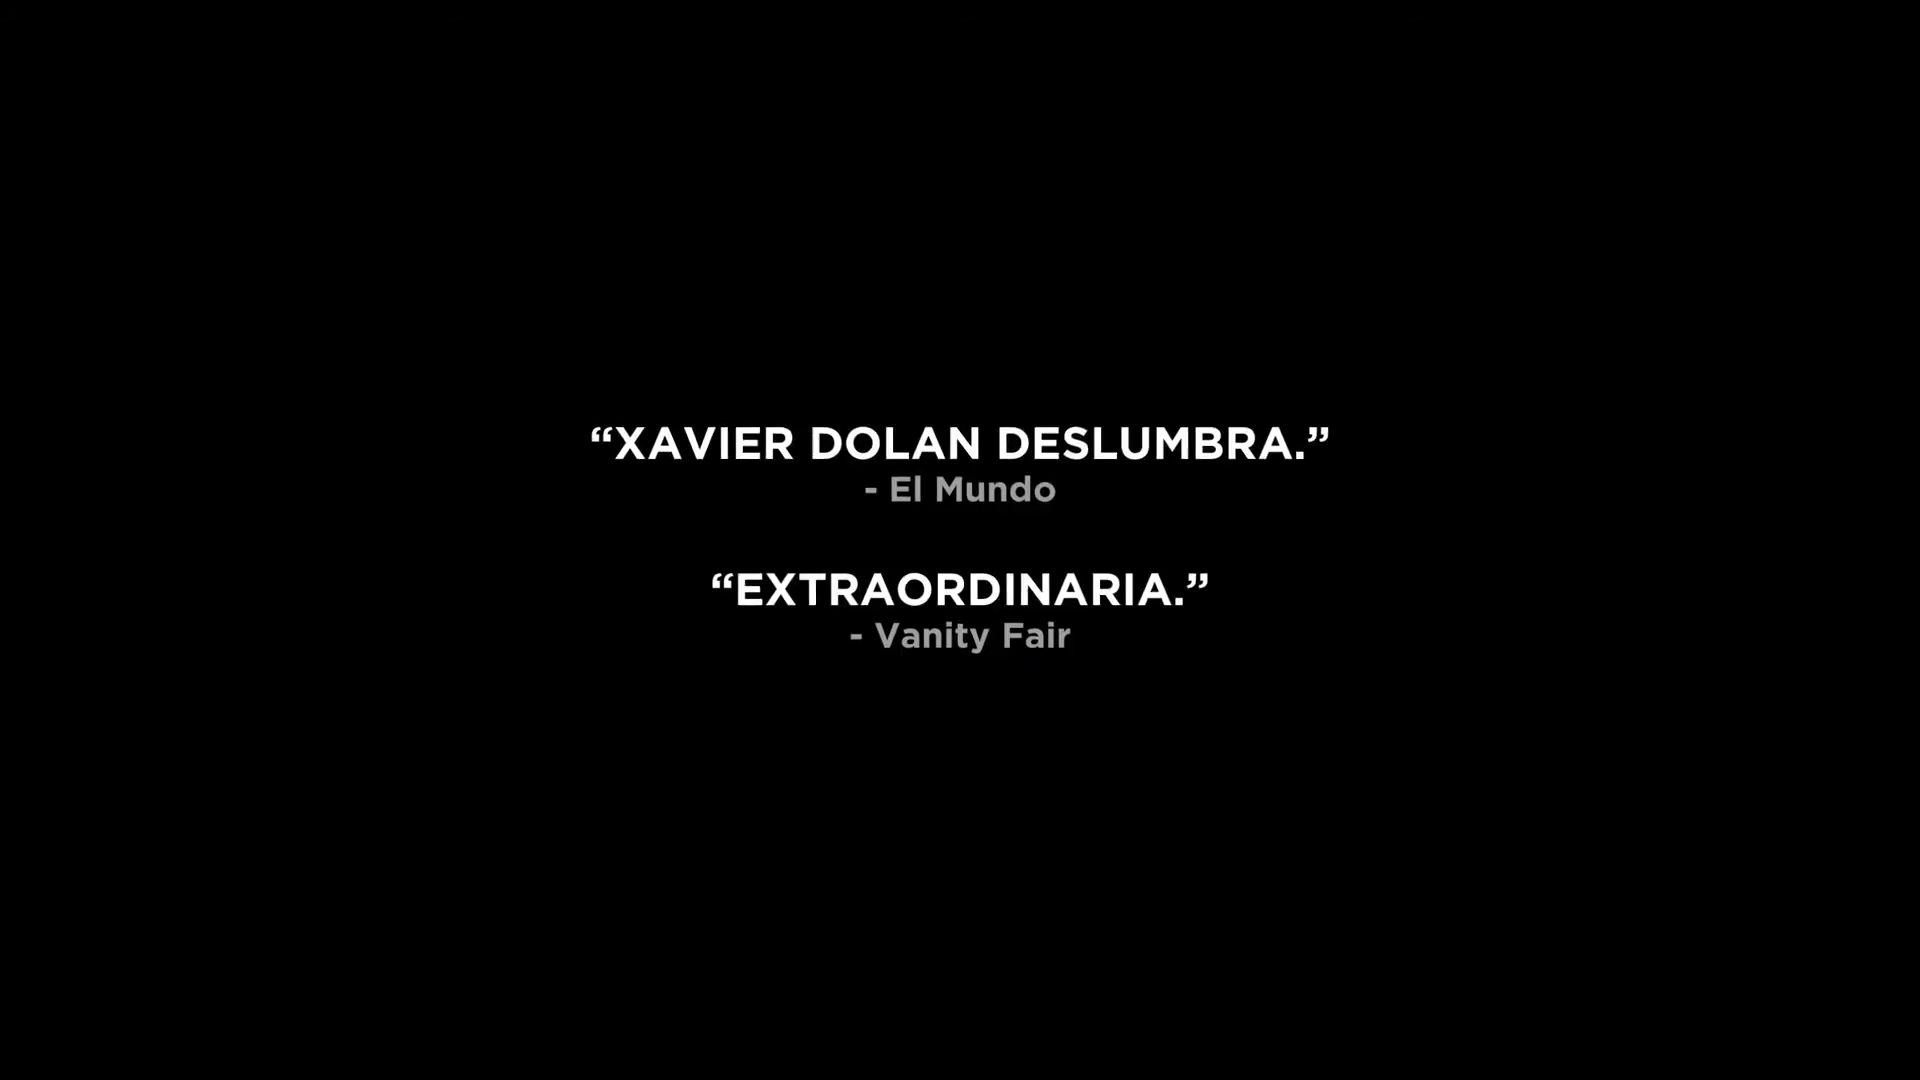 “XAVIER DOLAN DESLUMBRA.”
- El Mundo
“EXTRAORDINARIA.”
- Vanity Fair